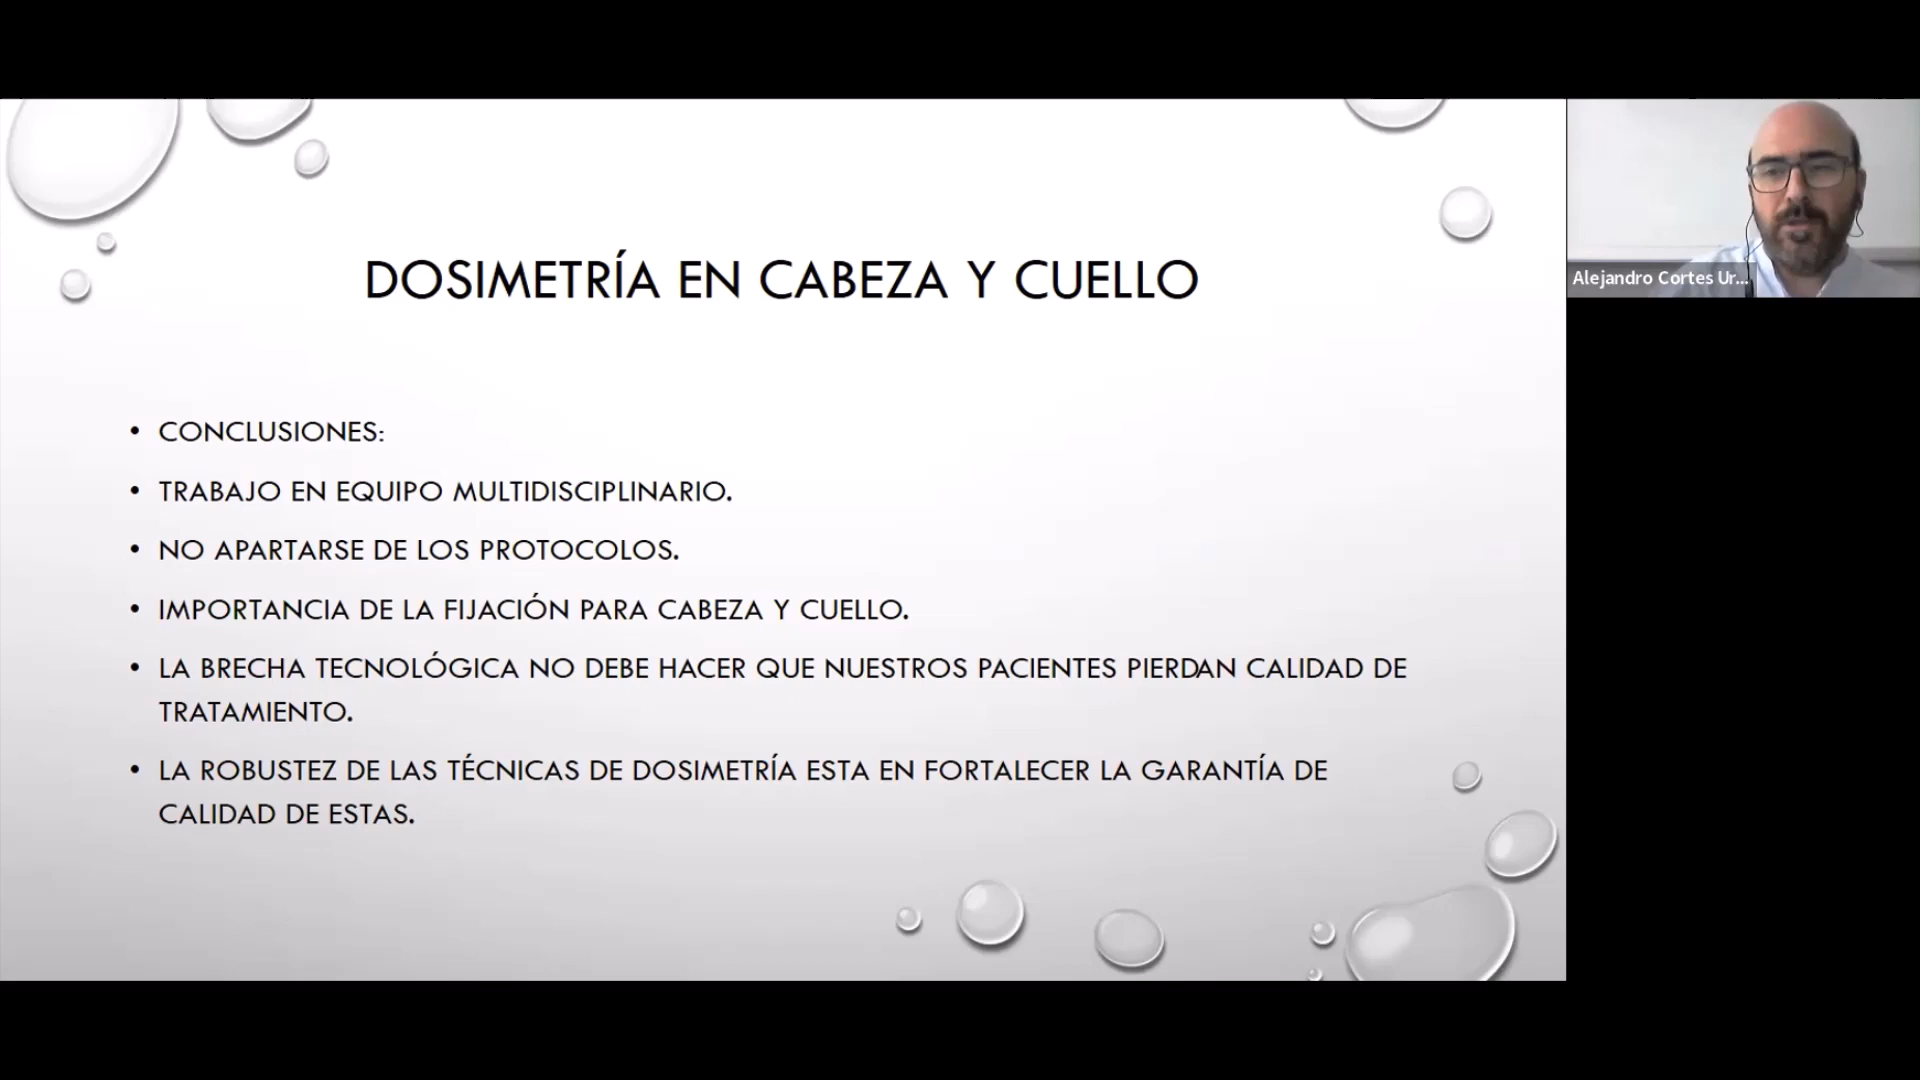 DOSIMETRÍA EN CABEZA Y CUELLO
• CONCLUSIONES:
• TRABAJO EN EQUIPO MULTIDISCIPLINARIO.
• NO APARTARSE DE LOS PROTOCOLOS.
• IMPORTANCIA DE LA FIJACIÓN PARA CABEZA Y CUELLO.
• LA BRECHA TECNOLÓGICA NO DEBE HACER QUE NUESTROS PACIENTES PIERDAN CALIDAD DE
TRATAMIENTO.
• LA ROBUSTEZ DE LAS TÉCNICAS DE DOSIMETRÍA ESTA EN FORTALECER LA GARANTÍA DE
CALIDAD DE ESTAS.
Alejandro Cortes Ur...